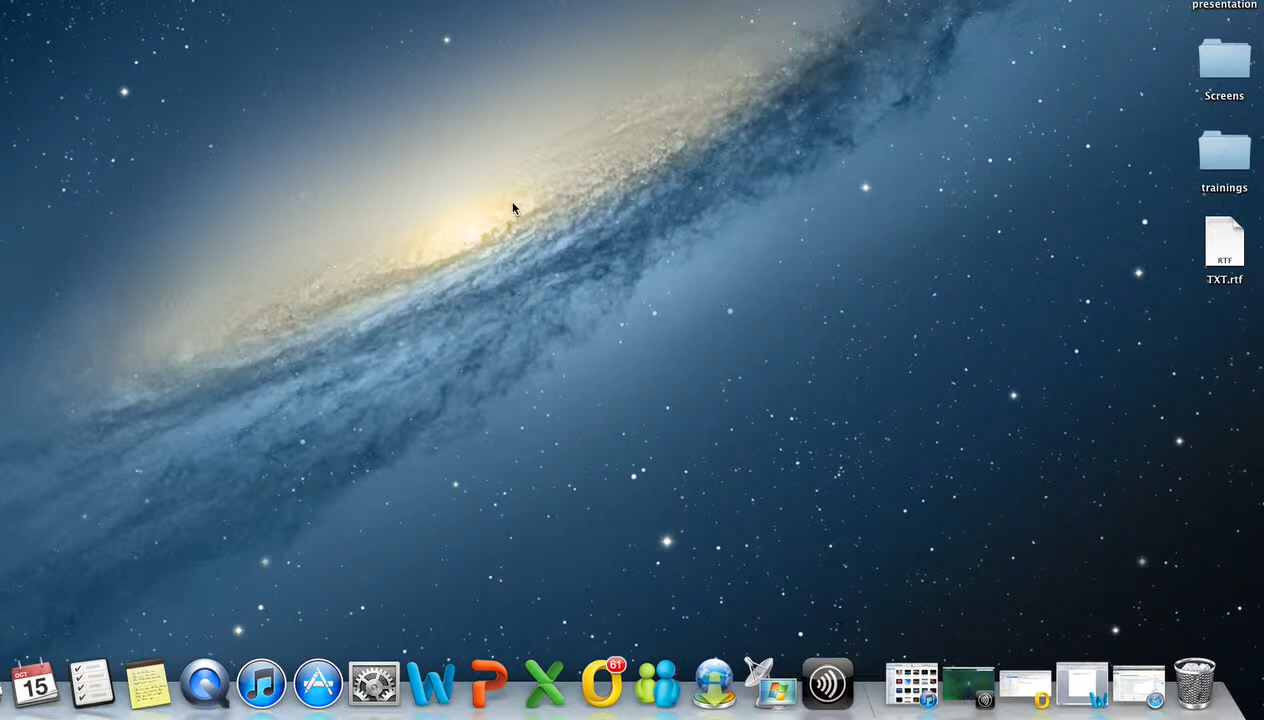 presentation
Screens
trainings
RTF
TXT.rtf
OCT
15
W
P
X
O
61